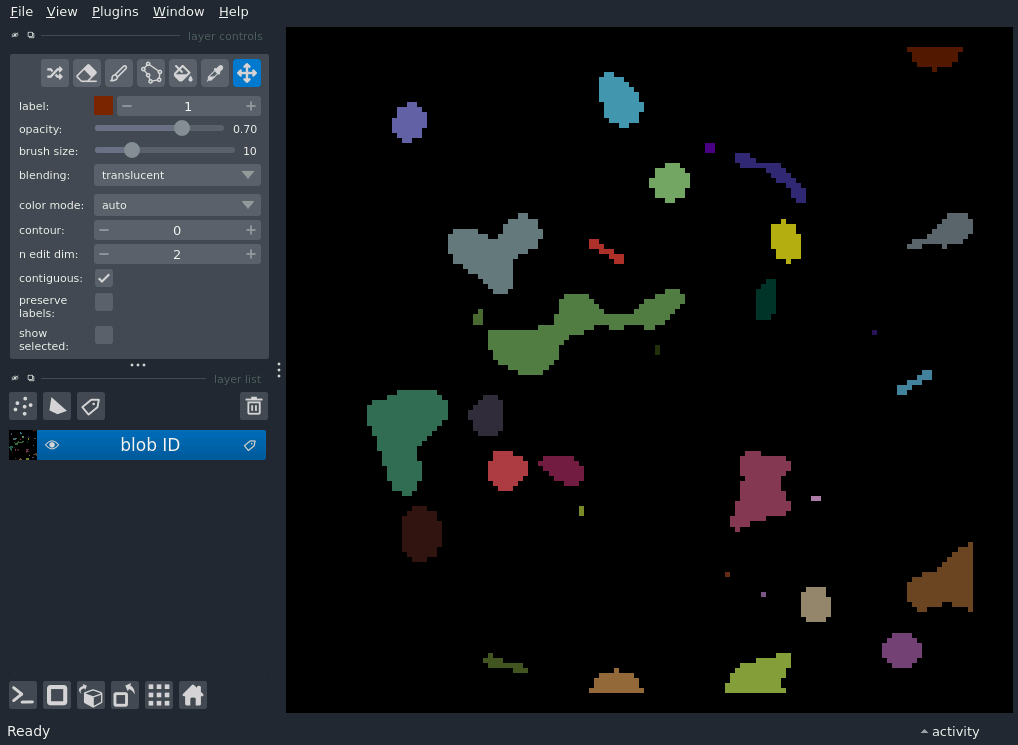 File View Plugins Window Help
layer controls
label: 1
opacity: 0.70
brush size: 10
blending: translucent
color mode: auto
contour: 0
n edit dim: 2
contiguous:
preserve
labels:
show
selected:
layer list
blob ID
Ready
activity